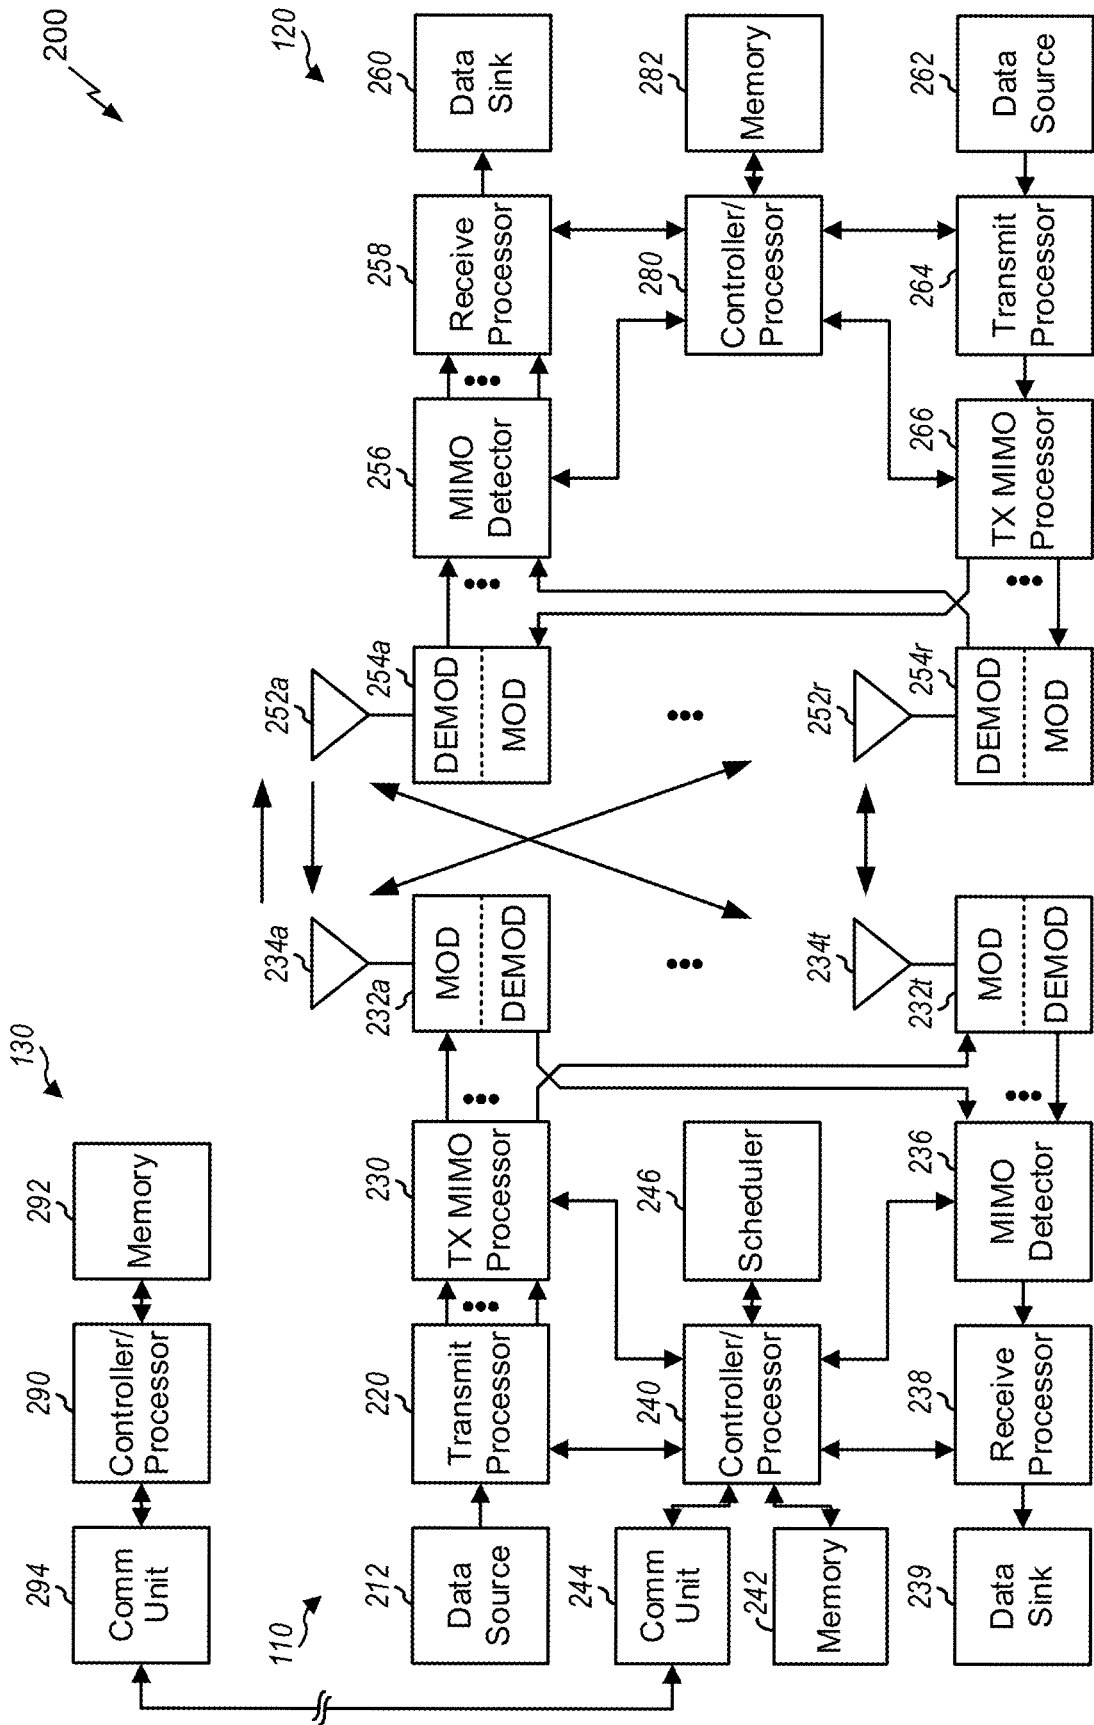 200
130
294
Comm
Unit
290
Controller/
Processor
292
Memory
110
120
212
Data
Source
220
Transmit
Processor
230
TX MIMO
Processor
•••
•••
234a
232a
MOD
DEMOD
252a
254a
DEMOD
MOD
•••
256
MIMO
Detector
•••
258
Receive
Processor
260
Data
Sink
244
Comm
Unit
242
Memory
240
Controller/
Processor
246
Scheduler
•••
•••
280
Controller/
Processor
282
Memory
239
Data
Sink
238
Receive
Processor
236
MIMO
Detector
•••
234t
232t
MOD
DEMOD
252r
254r
DEMOD
MOD
•••
266
TX MIMO
Processor
264
Transmit
Processor
262
Data
Source